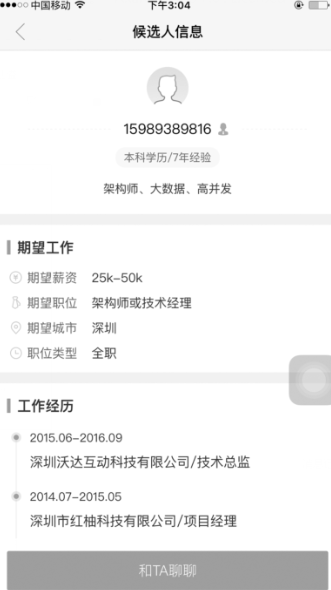 中国移动 下午3:04
候选人信息
15989389816
本科学历/7年经验
架构师、大数据、高并发
期望工作
期望薪资 25k-50k
期望职位 架构师或技术经理
期望城市 深圳
职位类型 全职
工作经历
2015.06-2016.09
深圳沃达互动科技有限公司/技术总监
2014.07-2015.05
深圳市红柚科技有限公司/项目经理
和TA聊聊